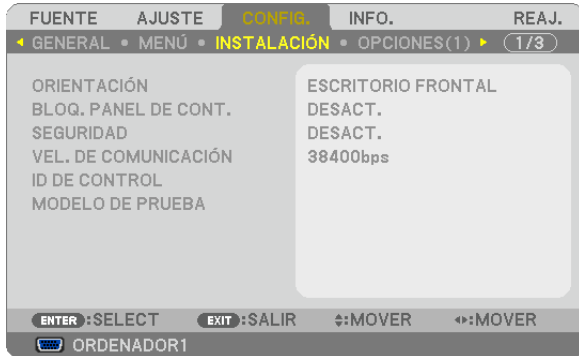 FUENTE AJUSTE CONFIG. INFO. REAJ.
GENERAL • MENÚ • INSTALACIÓN • OPCIONES(1) 1/3
ORIENTACIÓN ESCRITORIO FRONTAL
BLOQ. PANEL DE CONT. DESACT.
SEGURIDAD DESACT.
VEL. DE COMUNICACIÓN 38400bps
ID DE CONTROL
MODELO DE PRUEBA
ENTER :SELECT EXIT :SALIR :MOVER :MOVER
ORDENADOR1